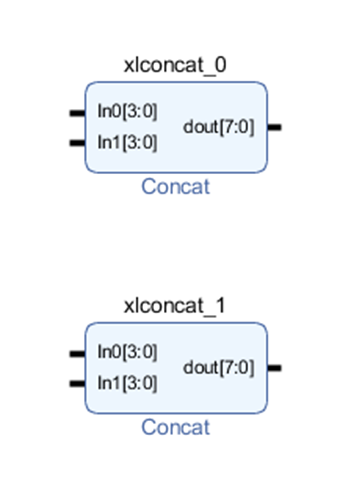 xlconcat_0
In0[3:0]
dout[7:0]
In1[3:0]
Concat
xlconcat_1
In0[3:0]
dout[7:0]
In1[3:0]
Concat